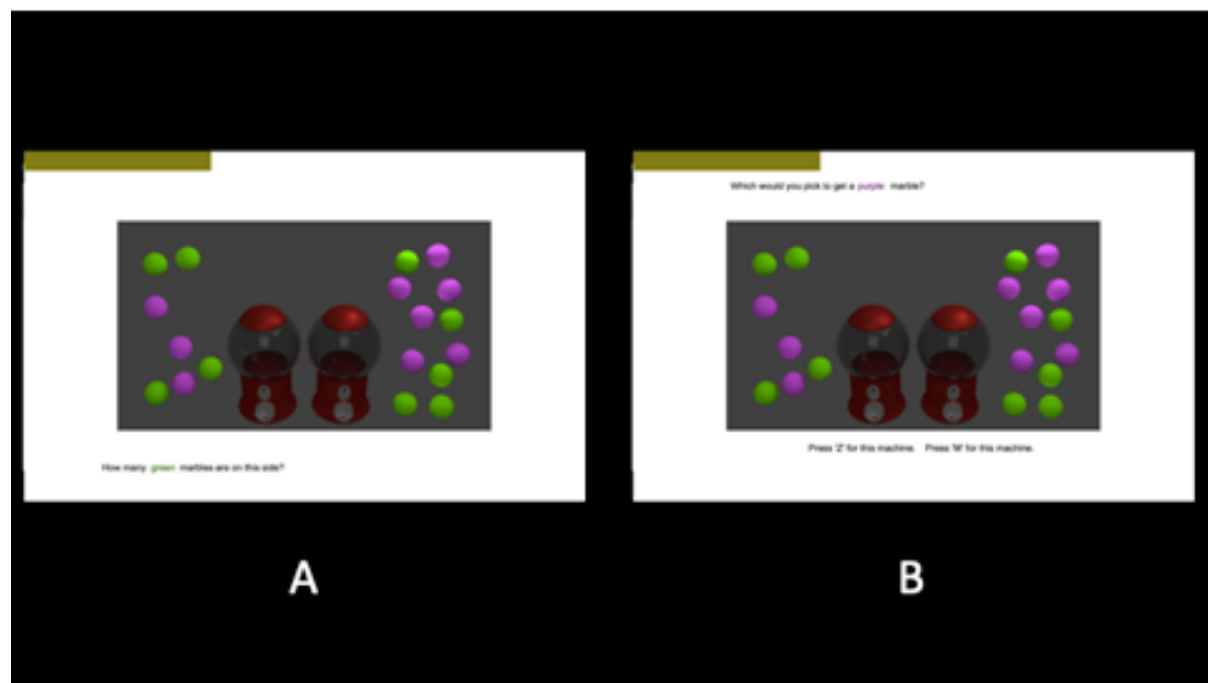 Which would you pick to get a purple marble?
How many green marbles are on this side?
Press 'Z' for this machine. Press 'M' for this machine.
A
B